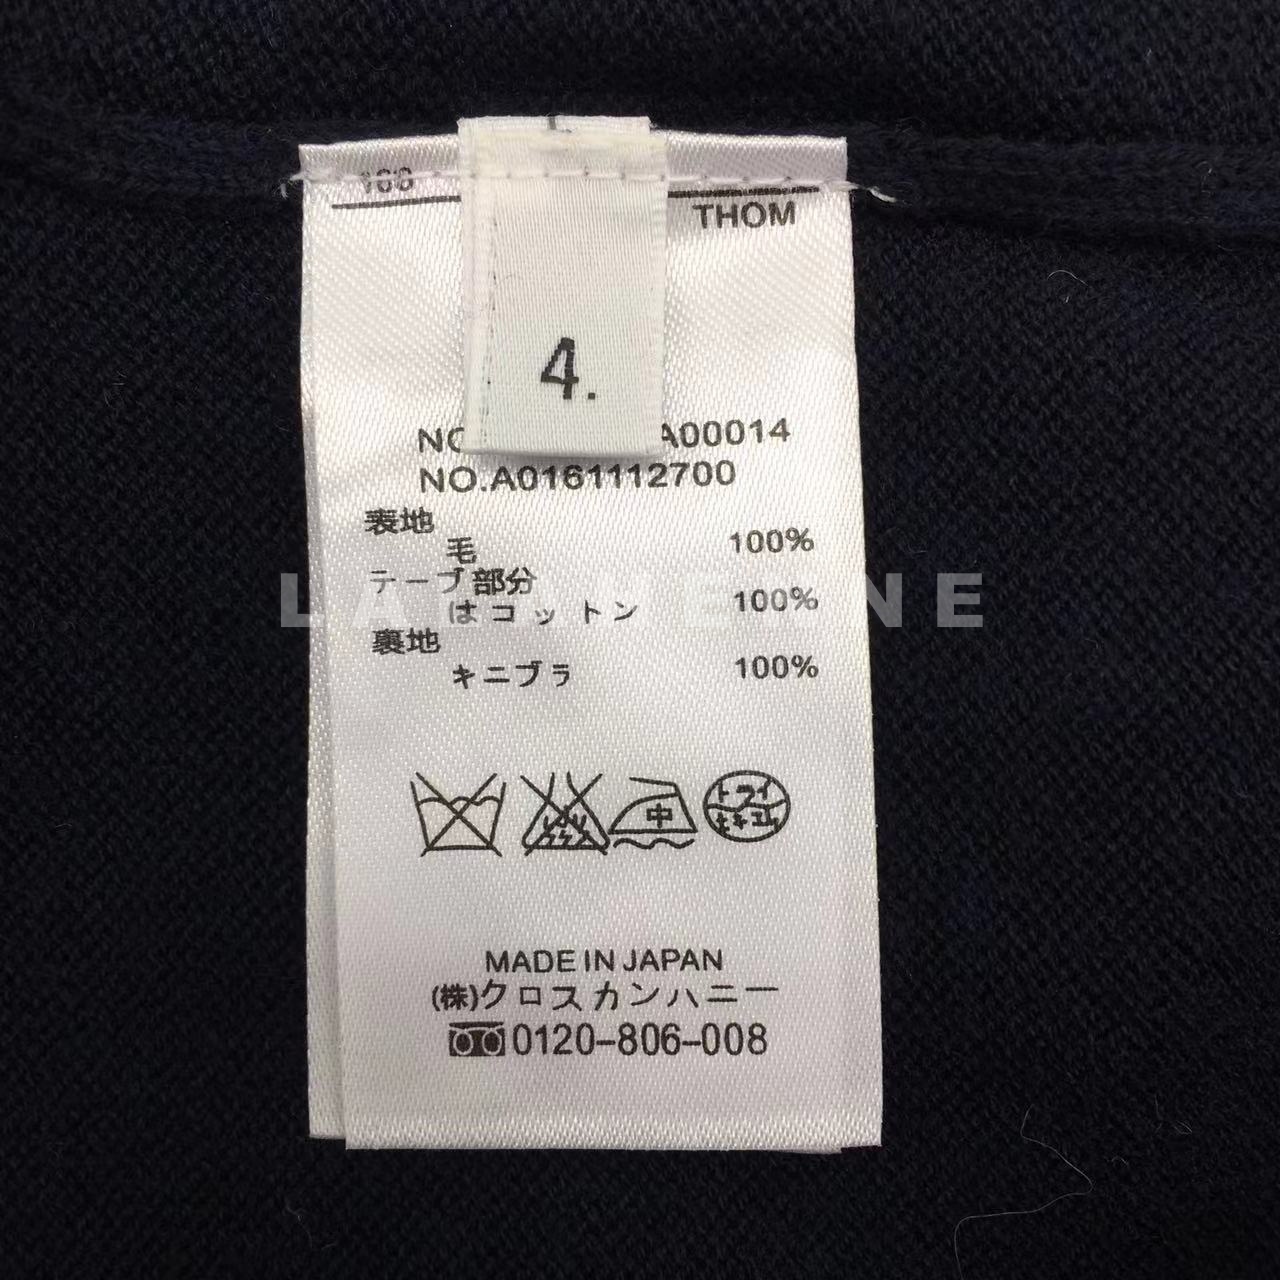 THOM
4.
A00014
NO.A0161112700
表地
毛 100%
テープ部分
はコットン 100%
裏地
キニブラ 100%
中
MADE IN JAPAN
(株)クロスカンハニー
0120-806-008